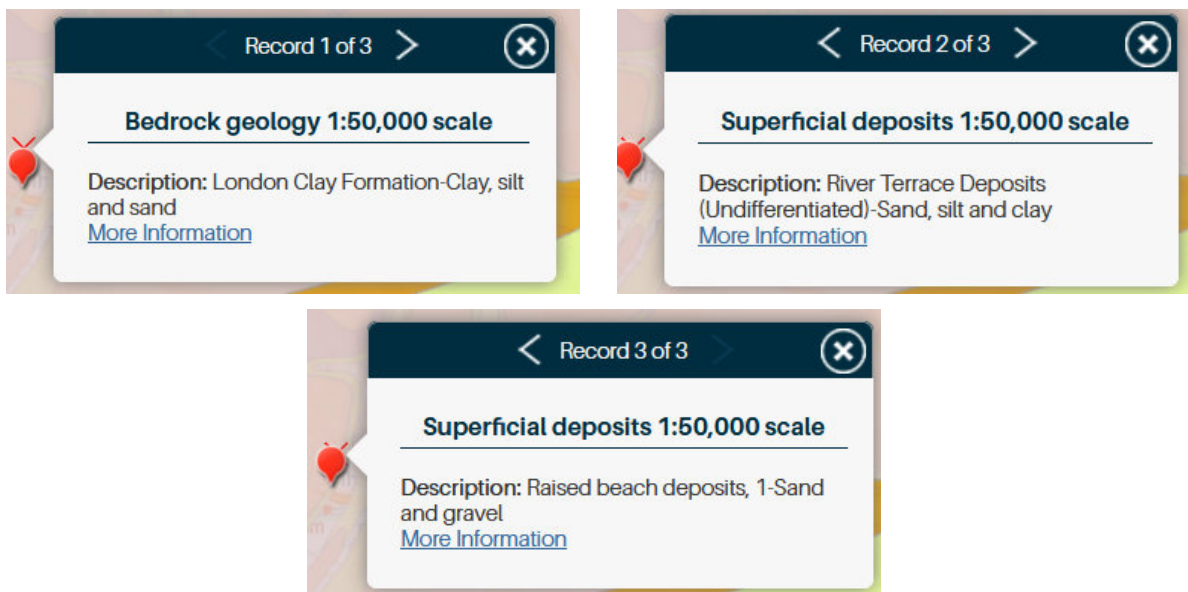 Record 1 of 3
Bedrock geology 1:50,000 scale
Description: London Clay Formation-Clay, silt
and sand
More Information
Record 2 of 3
Superficial deposits 1:50,000 scale
Description: River Terrace Deposits
(Undifferentiated)-Sand, silt and clay
More Information
Record 3 of 3
Superficial deposits 1:50,000 scale
Description: Raised beach deposits, 1-Sand
and gravel
More Information